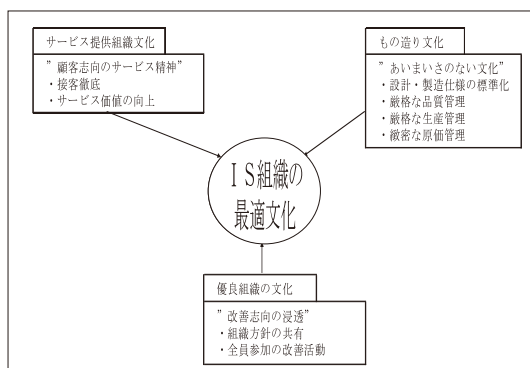 サービス提供組織文化
”顧客志向のサービス精神”
・接客徹底
・サービス価値の向上
もの造り文化
”あいまいさのない文化”
・設計・製造仕様の標準化
・厳格な品質管理
・厳格な生産管理
・緻密な原価管理
ＩＳ組織の
最適文化
優良組織の文化
”改善志向の浸透”
・組織方針の共有
・全員参加の改善活動